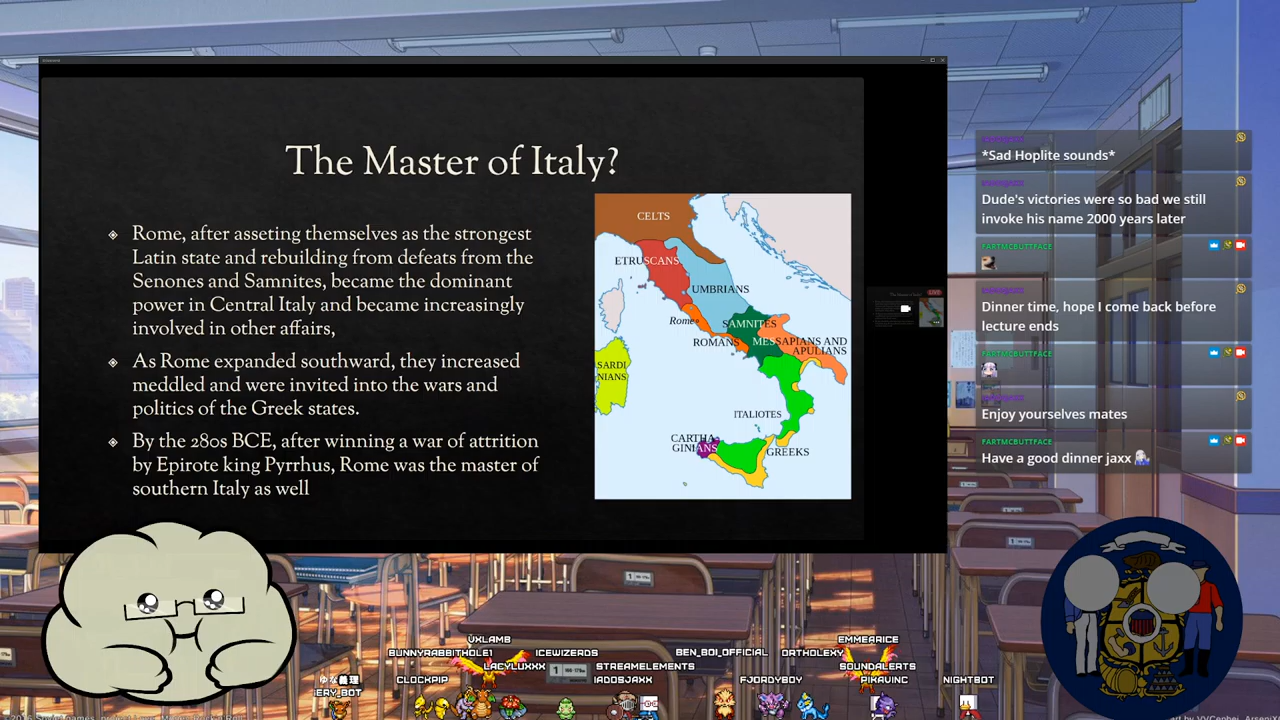 The Master of Italy?
Rome, after asseting themselves as the strongest
Latin state and rebuilding from defeats from the
Senones and Samnites, became the dominant
power in Central Italy and became increasingly
involved in other affairs,
As Rome expanded southward, they increased
meddled and were invited into the wars and
politics of the Greek states.
By the 280s BCE, after winning a war of attrition
by Epirote king Pyrrhus, Rome was the master of
southern Italy as well
CELTS
ETRUSCANS
UMBRIANS
Rome
SAMNITES
ROMANS
MESSAPIANS AND
APULIANS
SARDI
NIANS
ITALIOTES
CARTHA
GINIANS
GREEKS
LIVE
*Sad Hoplite sounds*
Dude's victories were so bad we still
invoke his name 2000 years later
FARTMCBUTTFACE
Dinner time, hope I come back before
lecture ends
FARTMCBUTTFACE
Enjoy yourselves mates
FARTMCBUTTFACE
Have a good dinner jaxx
VXLAMB
EMMEARICE
BUNNYRABBITHOLE1
ICEWIZERDS
BEN_BOI_OFFICIAL
ORTHOLEXY
LACYLUXXX
STREAMELEMENTS
SOUNDALERTS
CLOCKPIP
IADOSJAXX
FJORDYBOY
PIKAVINC
NIGHTBOT
IERY_BOT